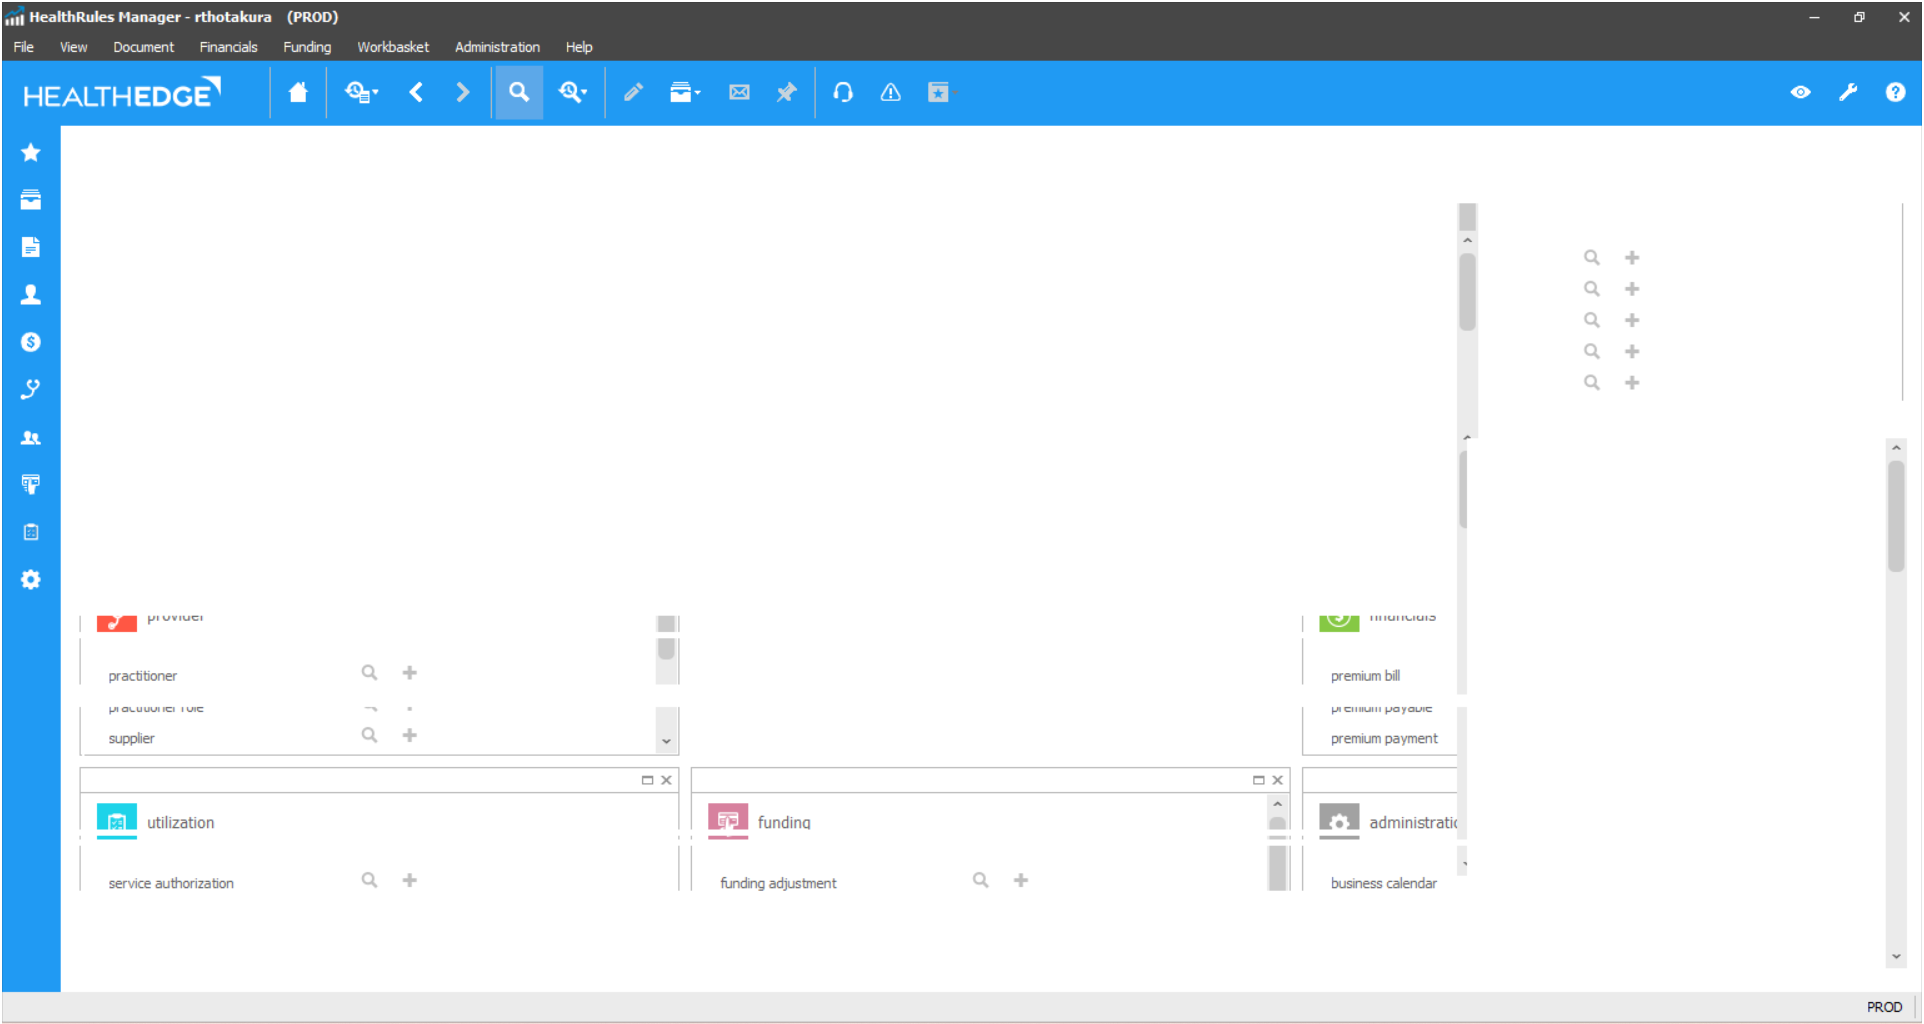 HealthRules Manager - rthotakura (PROD)
File View Document Financials Funding Workbasket Administration Help
HEALTHEDGE
provider
financials
practitioner
premium bill
practitioner role
premium payable
supplier
premium payment
utilization
funding
administratio
service authorization
funding adjustment
business calendar
PROD